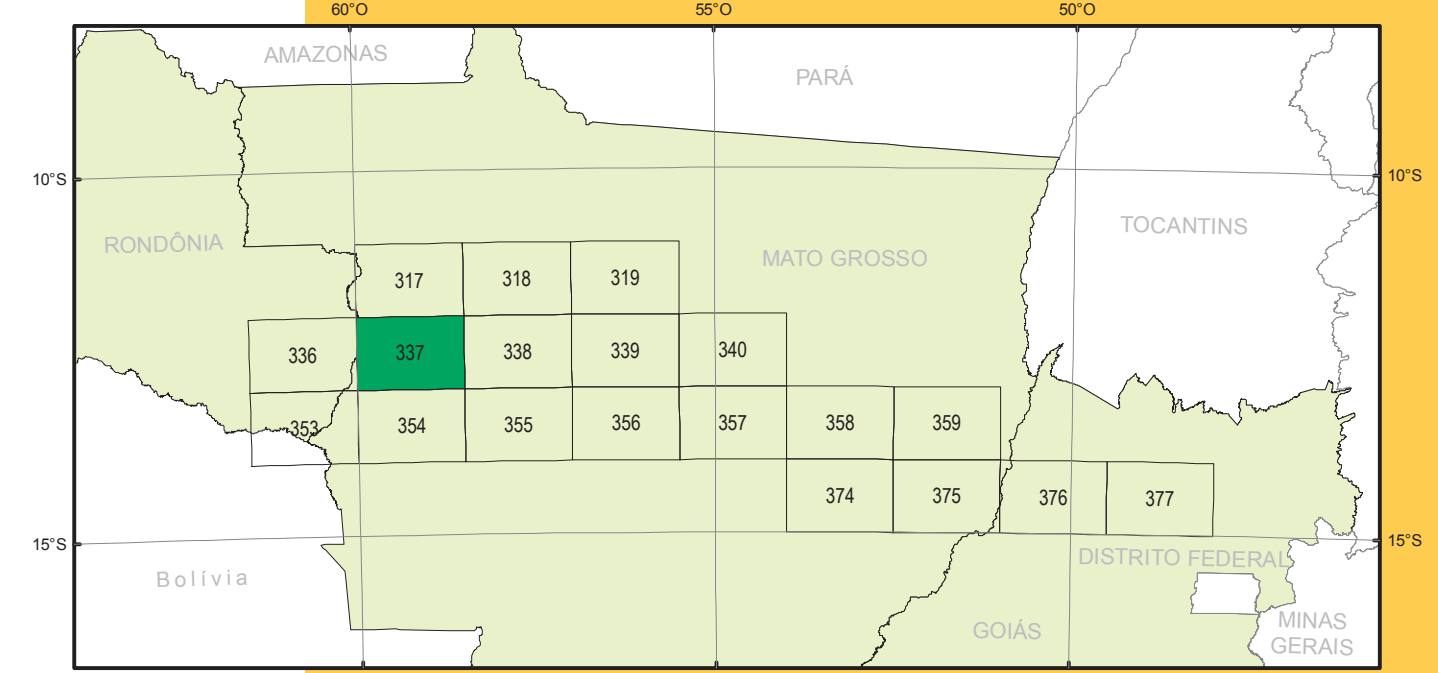 60°O 55°O 50°O
AMAZONAS
PARÁ
10°S 10°S
RONDÔNIA
TOCANTINS
MATO GROSSO
317 318 319
336 337 338 339 340
353 354 355 356 357 358 359
374 375 376 377
15°S 15°S
DISTRITO FEDERAL
Bolívia
GOIÁS
MINAS
GERAIS